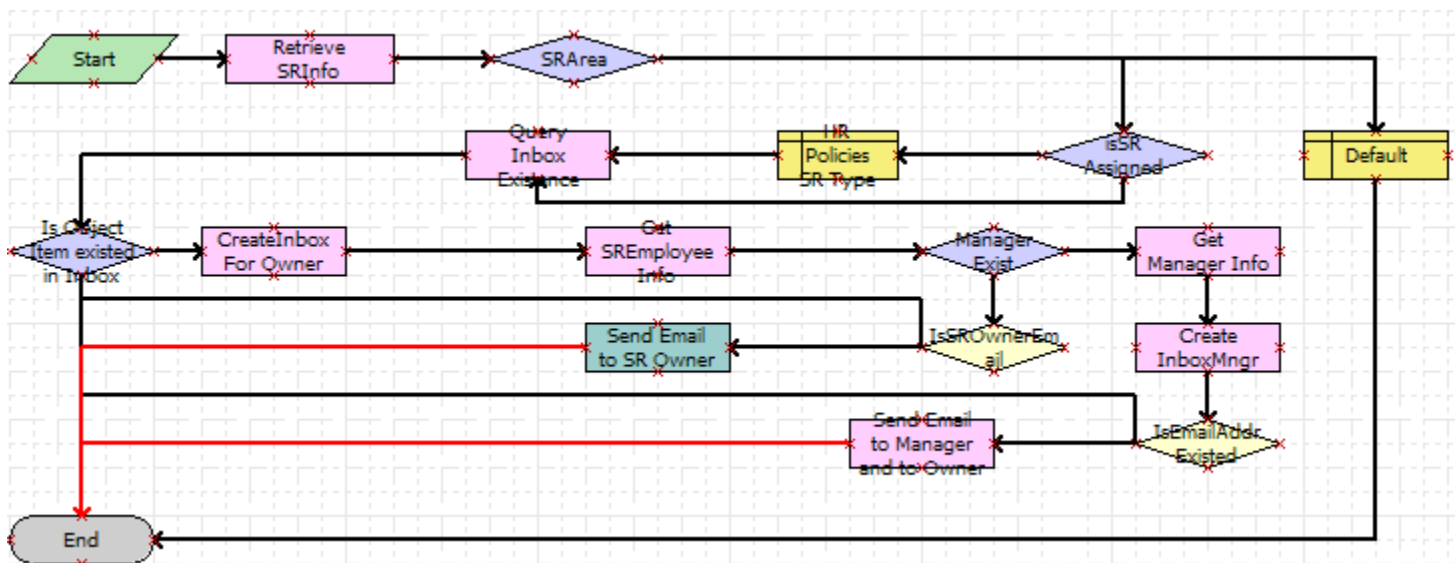 Start
Retrieve
SRInfo
SRArea
Query
Inbox
Existance
HR
Policies
SR Type
isSR
Assigned
Default
Is Object
Item existed
in Inbox
CreateInbox
For Owner
Get
SREmployee
Info
Manager
Exist
Get
Manager Info
Send Email
to SR Owner
IsSROwnerEm
ail
Create
InboxMngr
Send Email
to Manager
and to Owner
IsEmailAddr
Existed
End